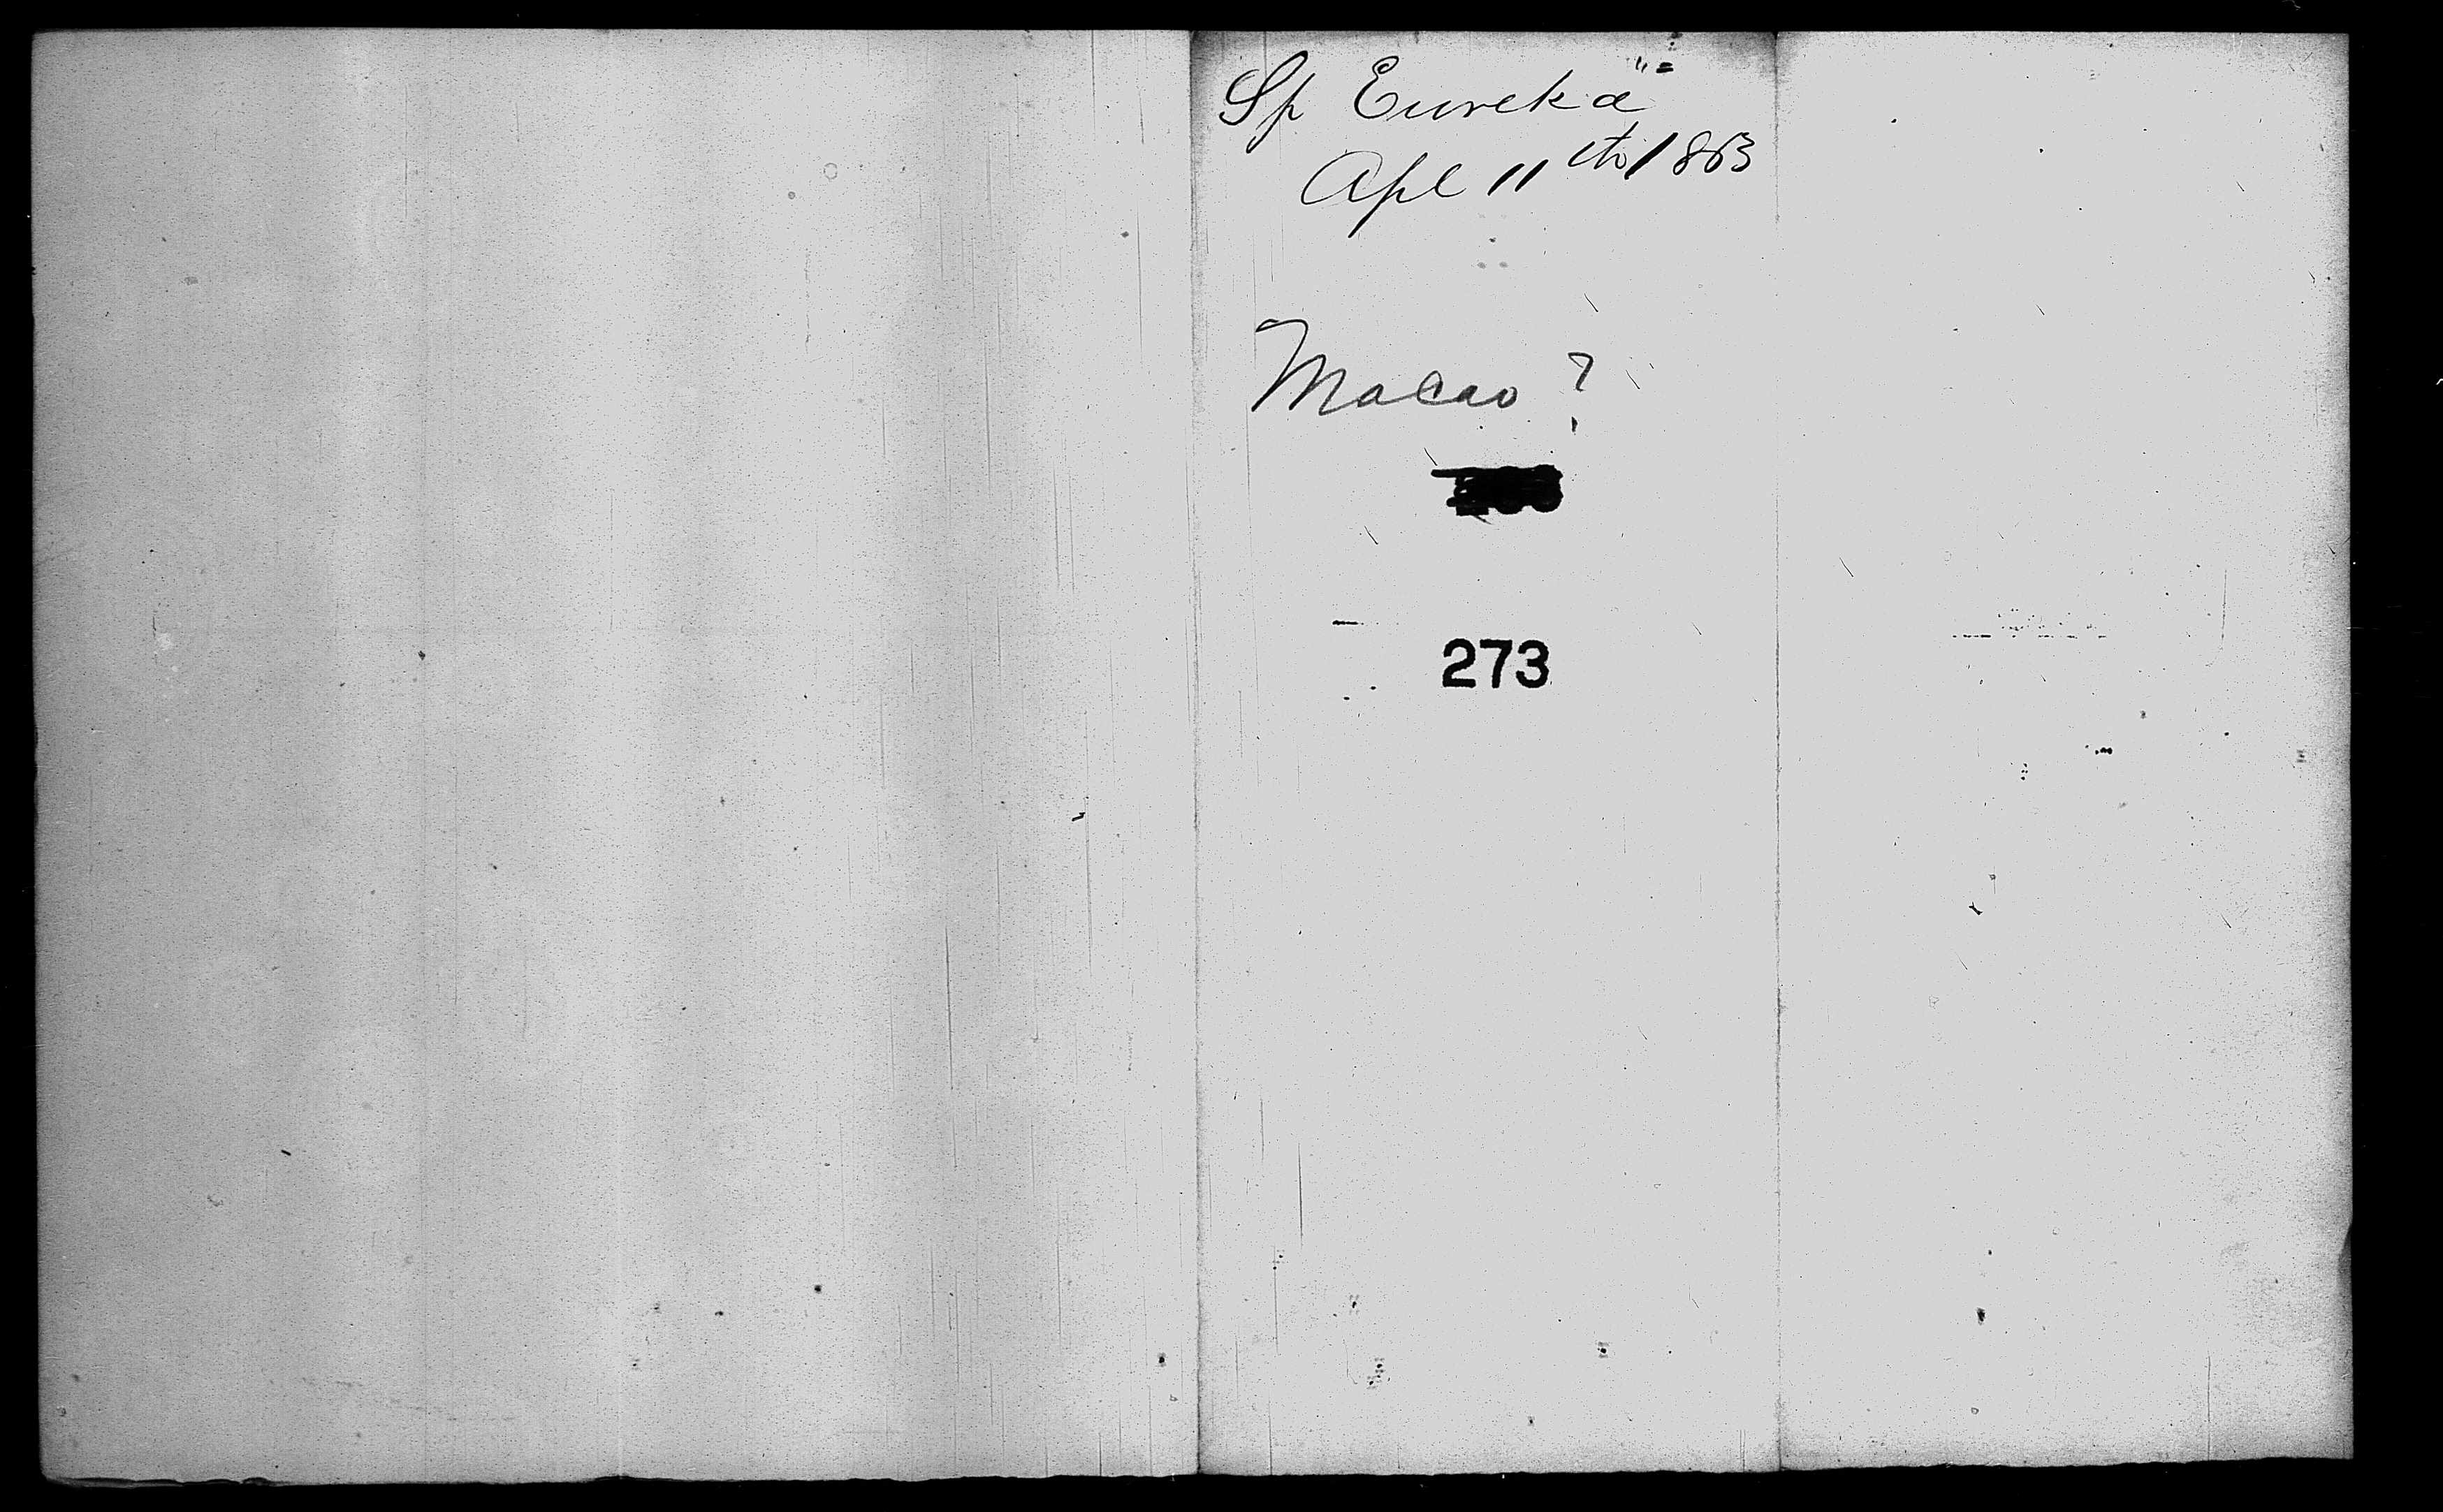 Sp Eureka"
Apl 11th 1863
Macao ?
273